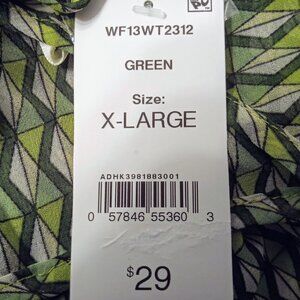 WF13WT2312
GREEN
Size:
X-LARGE
ADHK3981883001
0 57846 55360 3
$29